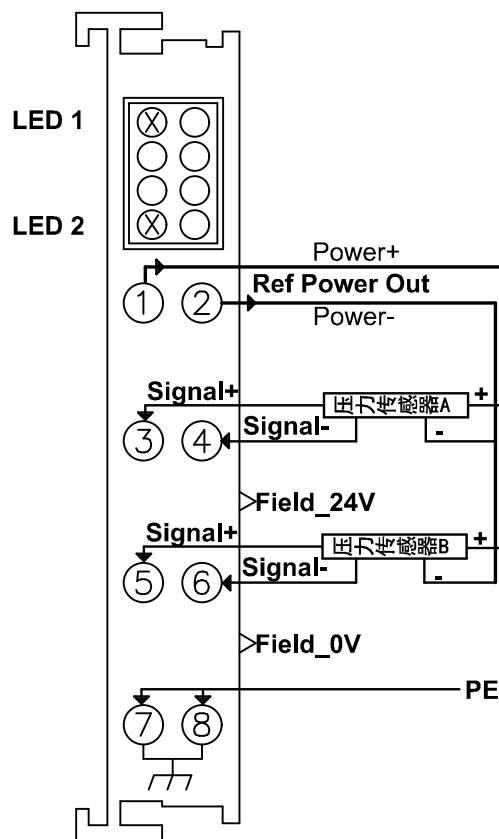 LED 1
LED 2
Power+
Ref Power Out
1 2
Power-
Signal+
压力传感器A +
3 4
Signal-
-
Field_24V
Signal+
压力传感器B +
5 6
Signal-
-
Field_0V
PE
7 8